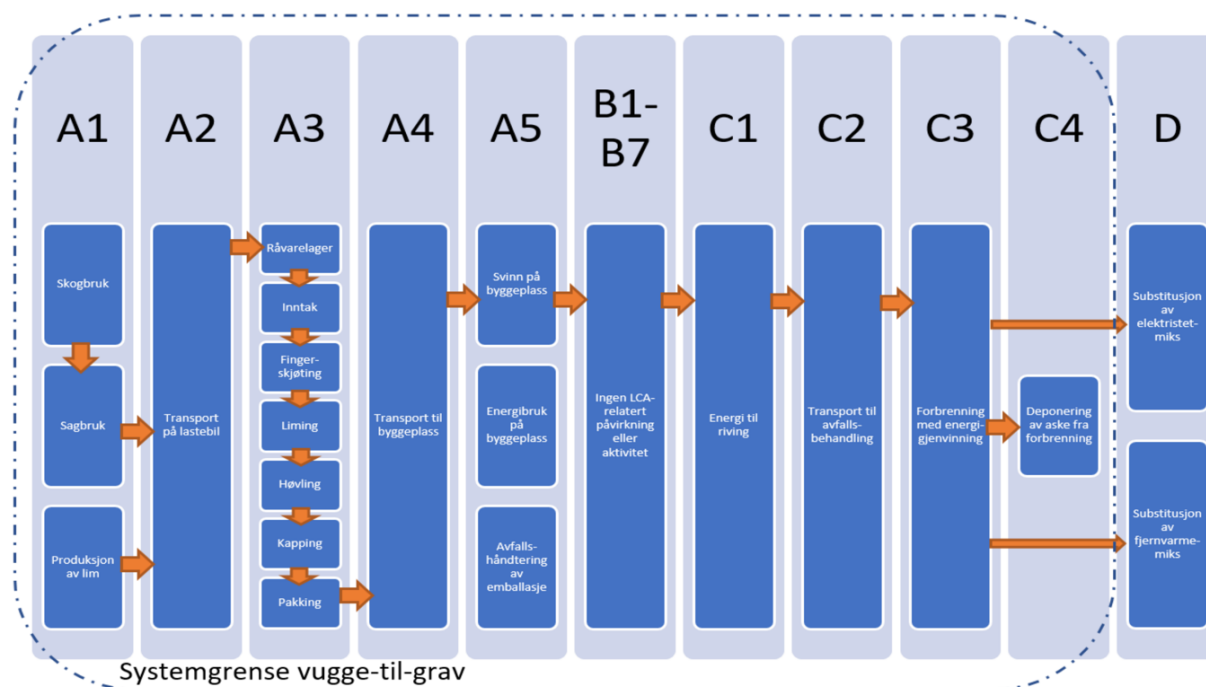 A1
A2
A3
A4
A5
B1-
B7
C1
C2
C3
C4
D
Skogbruk
Sagbruk
Produksjon
av lim
Transport
på lastebil
Råvarelager
Inntak
Finger-
skjøting
Liming
Høvling
Kapping
Pakking
Transport til
byggeplass
Svinn på
byggeplass
Energibruk
på
byggeplass
Avfalls-
håndtering
av
emballasje
Ingen LCA-
relatert
påvirkning
eller
aktivitet
Energi til
riving
Transport til
avfalls-
behandling
Forbrenning
med energi-
gjenvinning
Deponering
av aske fra
forbrenning
Substitusjon
av
elektristet-
miks
Substitusjon
av
fjernvarme-
miks
Systemgrense vugge-til-grav